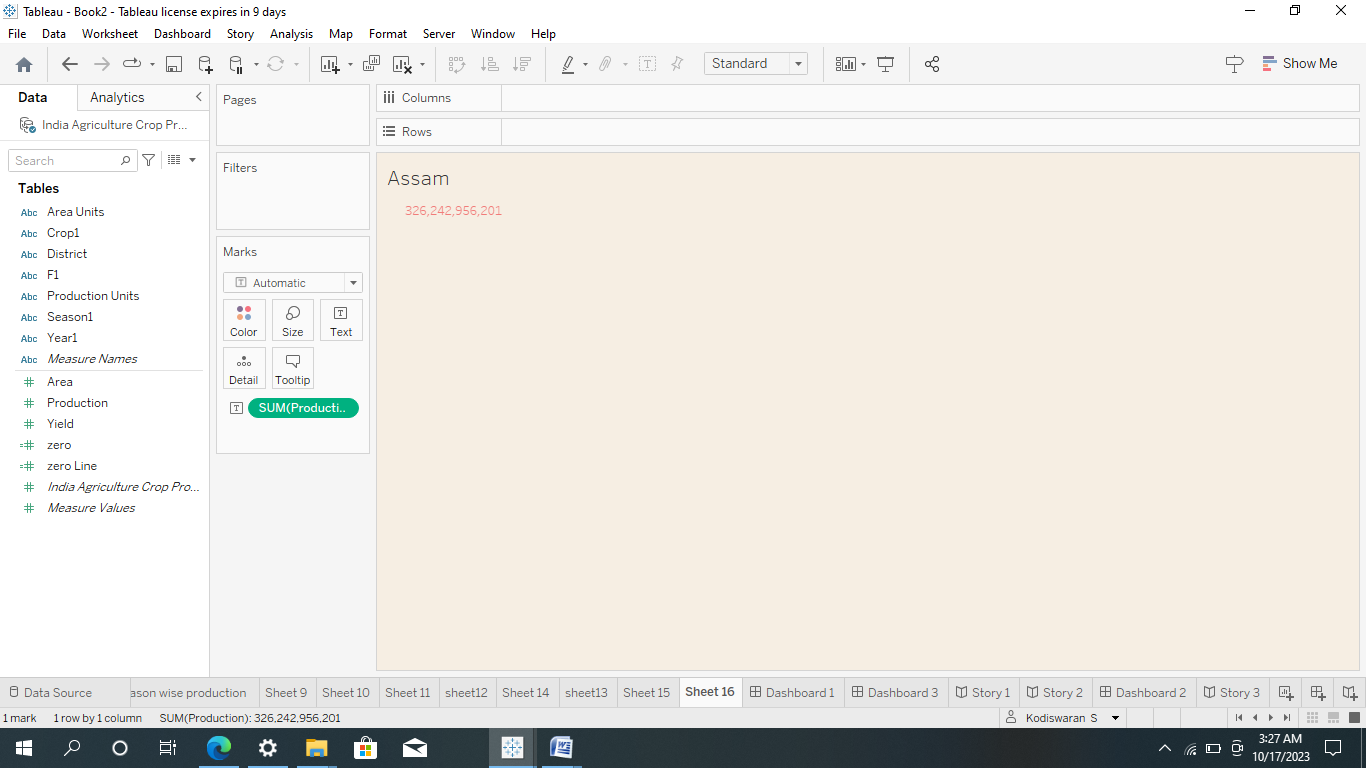 Tableau - Book2 - Tableau license expires in 9 days
File Data Worksheet Dashboard Story Analysis Map Format Server Window Help
Standard Show Me
Data Analytics
India Agriculture Crop Pr...
Search
Tables
Abc Area Units
Abc Crop1
Abc District
Abc F1
Abc Production Units
Abc Season1
Abc Year1
Abc Measure Names
Area
Production
Yield
zero
zero Line
India Agriculture Crop Pro...
Measure Values
Pages
Filters
Marks
Automatic
Color Size Text
Detail Tooltip
SUM(Producti..
Columns
Rows
Assam
326,242,956,201
Data Source ason wise production Sheet 9 Sheet 10 Sheet 11 sheet12 Sheet 14 sheet13 Sheet 15 Sheet 16 Dashboard 1 Dashboard 3 Story 1 Story 2 Dashboard 2 Story 3
1 mark 1 row by 1 column SUM(Production): 326,242,956,201 Kodiswaran S
3:27 AM
10/17/2023